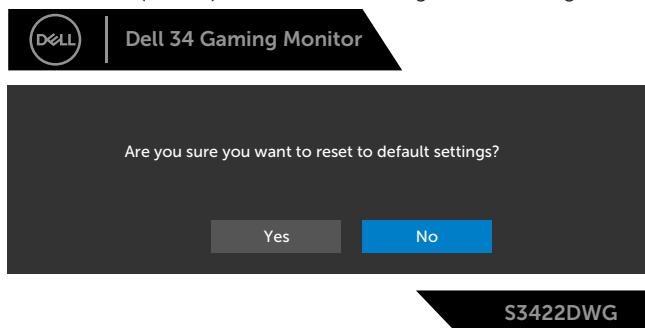 DELL
Dell 34 Gaming Monitor
Are you sure you want to reset to default settings?
Yes
No
S3422DWG